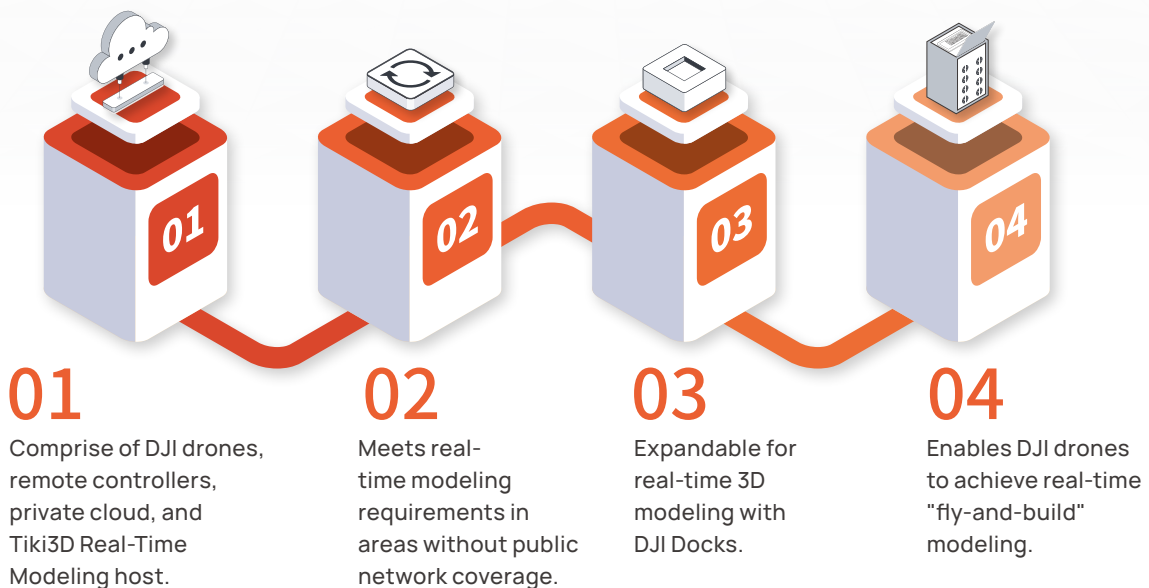 01
02
03
04
01
Comprise of DJI drones,
remote controllers,
private cloud, and
Tiki3D Real-Time
Modeling host.
02
Meets real-
time modeling
requirements in
areas without public
network coverage.
03
Expandable for
real-time 3D
modeling with
DJI Docks.
04
Enables DJI drones
to achieve real-time
"fly-and-build"
modeling.